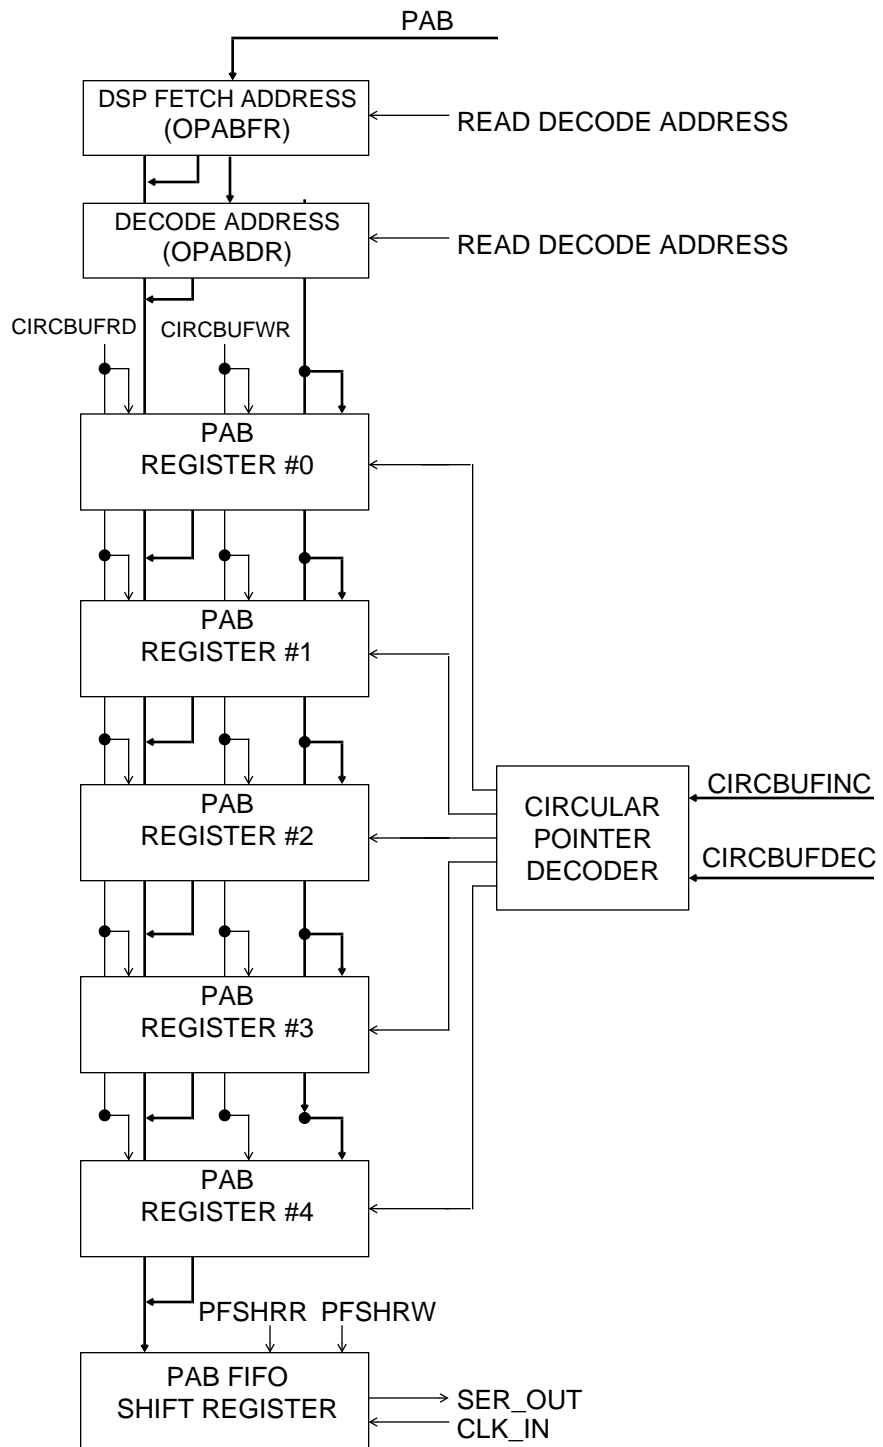 PAB
DSP FETCH ADDRESS
(OPABFR)
READ DECODE ADDRESS
DECODE ADDRESS
(OPABDR)
READ DECODE ADDRESS
CIRCBUFRD
CIRCBUFWR
PAB
REGISTER #0
PAB
REGISTER #1
PAB
REGISTER #2
CIRCULAR
POINTER
DECODER
CIRCBUFINC
CIRCBUFDEC
PAB
REGISTER #3
PAB
REGISTER #4
PFSHRR
PFSHRW
PAB FIFO
SHIFT REGISTER
SER_OUT
CLK_IN